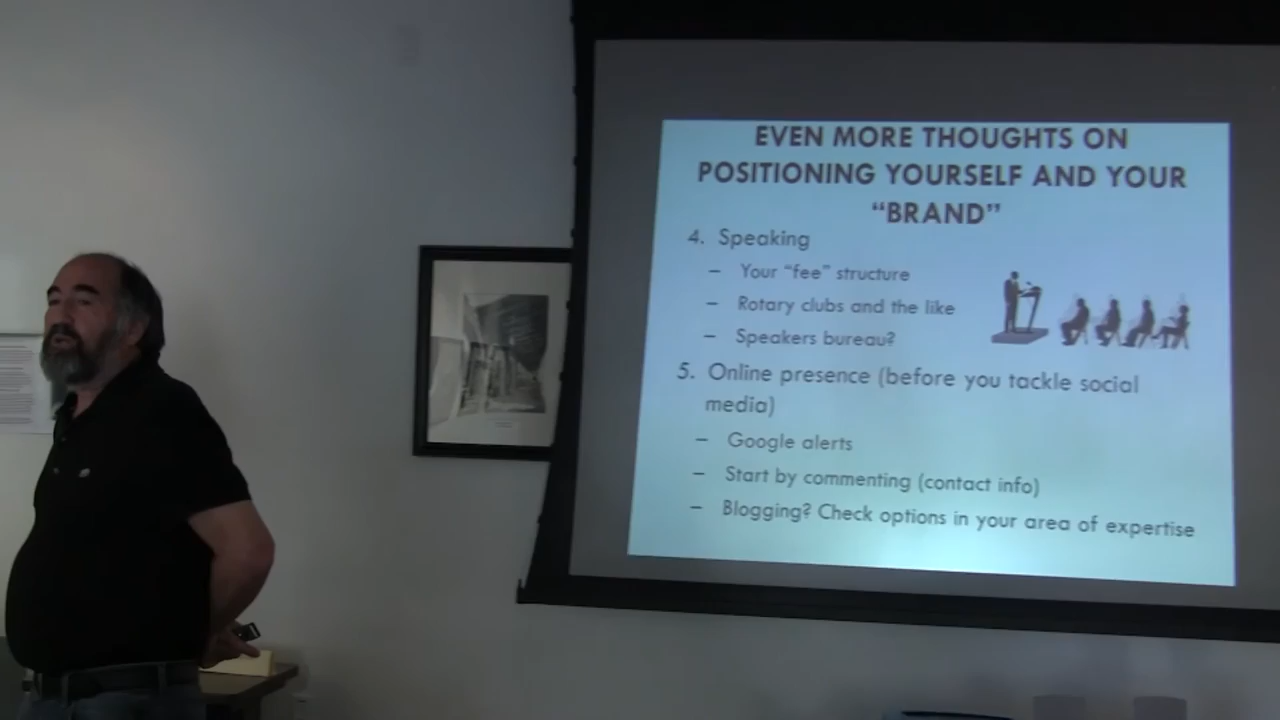 EVEN MORE THOUGHTS ON
POSITIONING YOURSELF AND YOUR
“BRAND”
4. Speaking
– Your “fee” structure
– Rotary clubs and the like
– Speakers bureau?
5. Online presence (before you tackle social
media)
– Google alerts
– Start by commenting (contact info)
– Blogging? Check options in your area of expertise